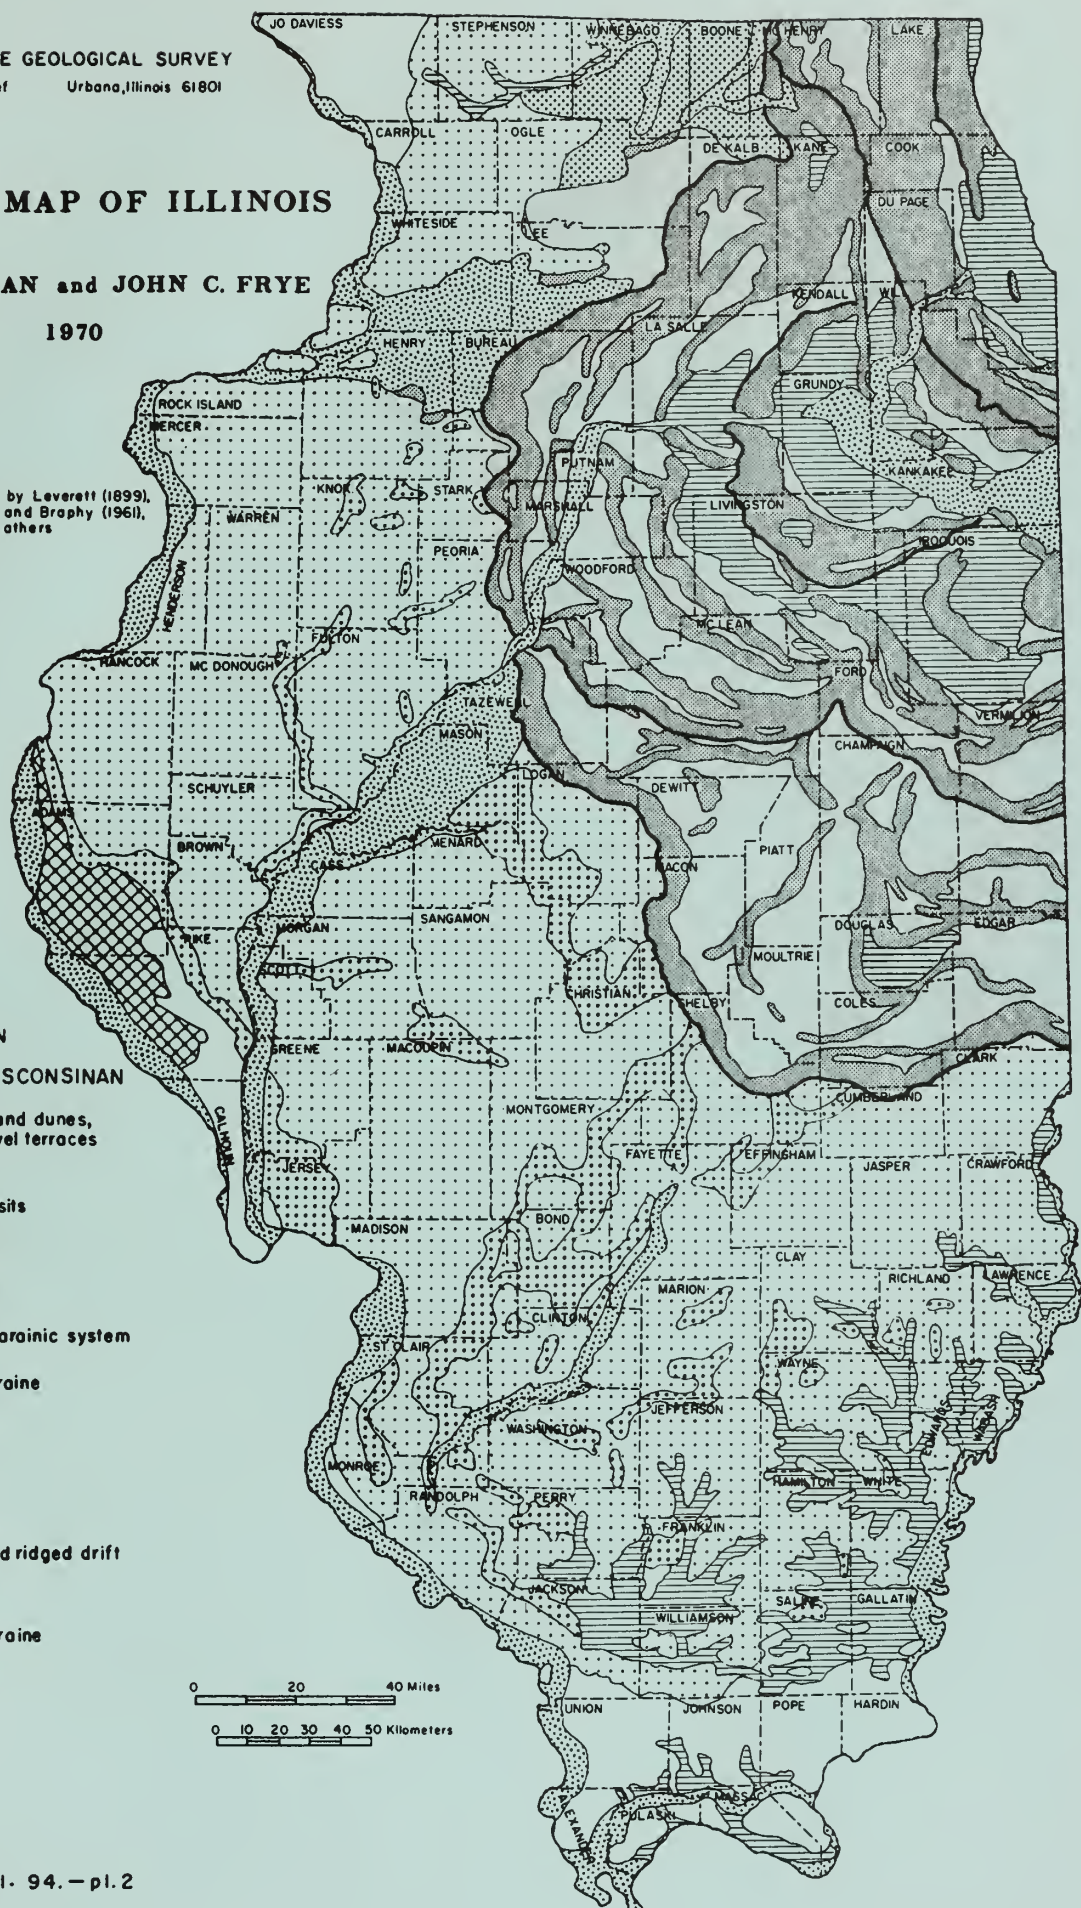 E GEOLOGICAL SURVEY
ef Urbana,Illinois 61801
MAP OF ILLINOIS
AN and JOHN C. FRYE
1970
by Leverett (1899),
and Brophy (1961),
others
N
SCONSINAN
and dunes,
vel terraces
sits
orainic system
raine
d ridged drift
raine
0 20 40 Miles
0 10 20 30 40 50 Kilometers
l. 94.—pl.2
JO DAVIESS
STEPHENSON
WINNEBAGO
BOONE
MC HENRY
LAKE
CARROLL
OGLE
DE KALB
KANE
COOK
DU PAGE
WHITESIDE
LEE
KENDALL
WILL
LA SALLE
HENRY
BUREAU
GRUNDY
ROCK ISLAND
MERCER
PUTNAM
KANKAKEE
KNOX
STARK
MARSHALL
LIVINGSTON
WARREN
IROQUOIS
PEORIA
WOODFORD
HENDERSON
MC LEAN
FULTON
HANCOCK
MC DONOUGH
FORD
TAZEWELL
VERMILION
MASON
CHAMPAIGN
LOGAN
SCHUYLER
DEWITT
ADAMS
BROWN
MENARD
PIATT
CASS
MACON
SANGAMON
MORGAN
DOUGLAS
EDGAR
PIKE
MOULTRIE
SCOTT
CHRISTIAN
SHELBY
COLES
GREENE
MACOUPIN
CLARK
CUMBERLAND
MONTGOMERY
CALHOUN
FAYETTE
EFFINGHAM
JASPER
CRAWFORD
JERSEY
BOND
MADISON
CLAY
RICHLAND
LAWRENCE
MARION
CLINTON
ST CLAIR
WAYNE
JEFFERSON
EDWARDS
WABASH
WASHINGTON
MONROE
HAMILTON
WHITE
RANDOLPH
PERRY
FRANKLIN
JACKSON
SALINE
GALLATIN
WILLIAMSON
UNION
JOHNSON
POPE
HARDIN
MASSAC
ALEXANDER
PULASKI